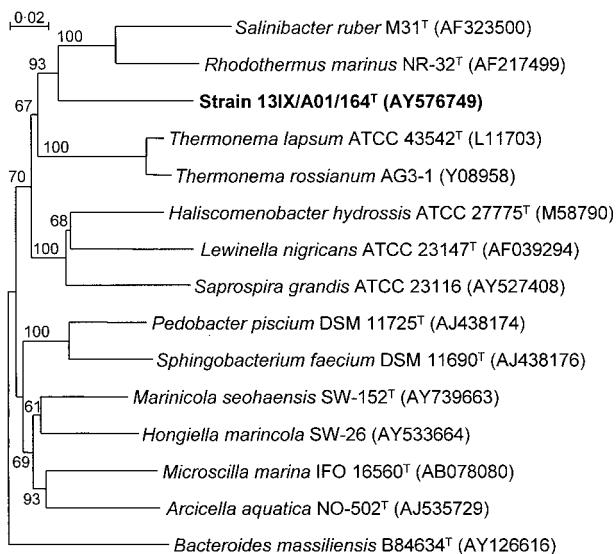 0·02
100
Salinibacter ruber M31ᵀ (AF323500)
93
Rhodothermus marinus NR-32ᵀ (AF217499)
Strain 13IX/A01/164ᵀ (AY576749)
67
Thermonema lapsum ATCC 43542ᵀ (L11703)
100
Thermonema rossianum AG3-1 (Y08958)
70
Haliscomenobacter hydrossis ATCC 27775ᵀ (M58790)
68
Lewinella nigricans ATCC 23147ᵀ (AF039294)
100
Saprospira grandis ATCC 23116 (AY527408)
100
Pedobacter piscium DSM 11725ᵀ (AJ438174)
Sphingobacterium faecium DSM 11690ᵀ (AJ438176)
Marinicola seohaensis SW-152ᵀ (AY739663)
61
Hongiella marincola SW-26 (AY533664)
69
Microscilla marina IFO 16560ᵀ (AB078080)
93
Arcicella aquatica NO-502ᵀ (AJ535729)
Bacteroides massiliensis B84634ᵀ (AY126616)